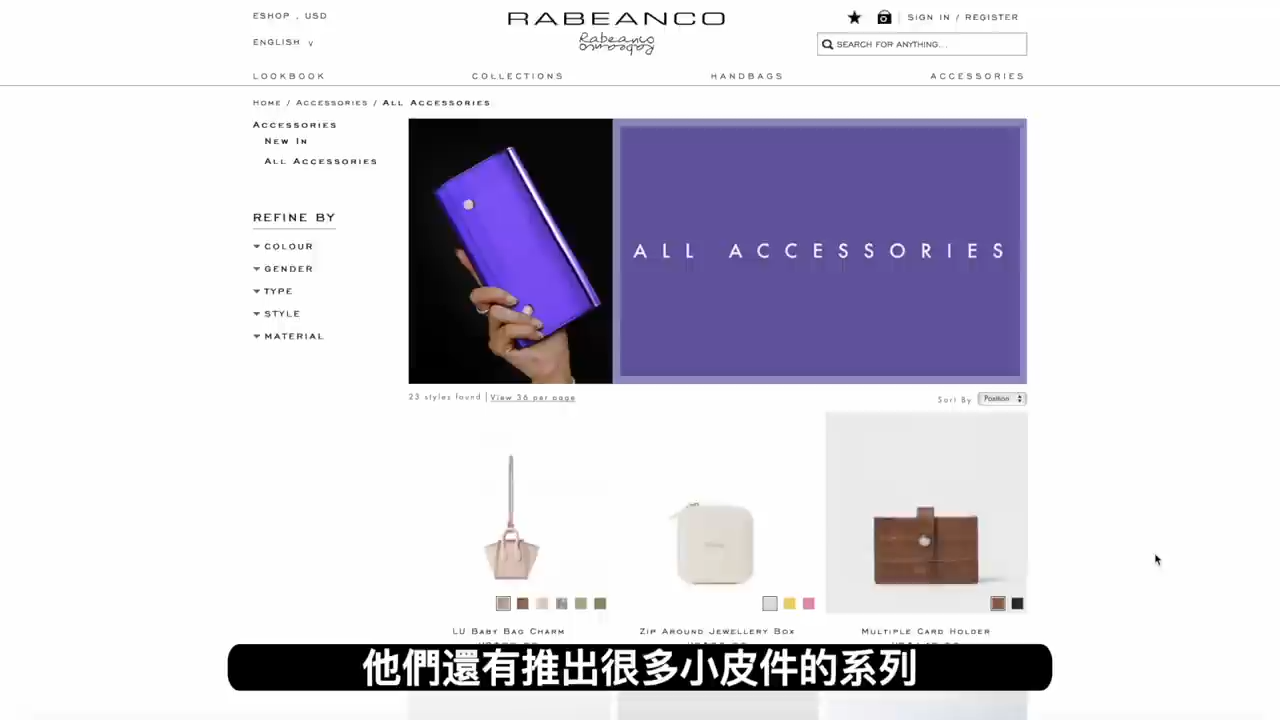 ESHOP , USD
RABEANCO
Rabeanco
SIGN IN / REGISTER
ENGLISH
SEARCH FOR ANYTHING...
LOOKBOOK
COLLECTIONS
HANDBAGS
ACCESSORIES
HOME / ACCESSORIES / ALL ACCESSORIES
ACCESSORIES
NEW IN
ALL ACCESSORIES
REFINE BY
COLOUR
GENDER
TYPE
STYLE
MATERIAL
ALL ACCESSORIES
23 styles found | View 36 per page
Sort By Position
LU BABY BAG CHARM
ZIP AROUND JEWELLERY BOX
MULTIPLE CARD HOLDER
他們還有推出很多小皮件的系列